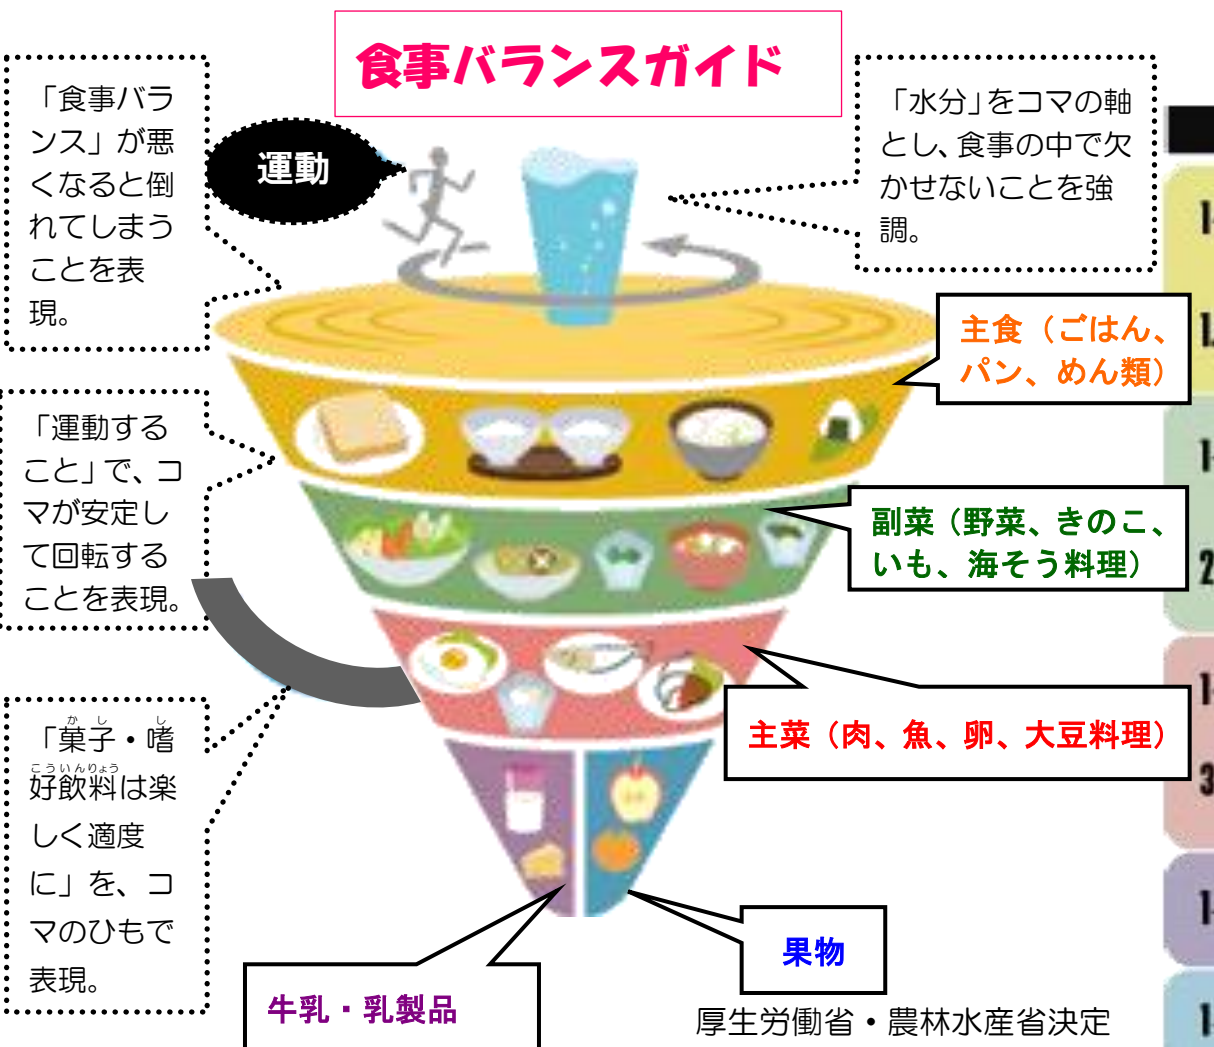 食事バランスガイド
「食事バラ
ンス」が悪
くなると倒
れてしまう
ことを表
現。
運動
「水分」をコマの軸
とし、食事の中で欠
かせないことを強
調。
主食（ごはん、
パン、めん類）
「運動する
こと」で、コ
マが安定し
て回転する
ことを表現。
副菜（野菜、きのこ、
いも、海そう料理）
主菜（肉、魚、卵、大豆料理）
かし し
「菓子・嗜
こういんりょう
好飲料は楽
しく適度
に」を、コ
マのひもで
表現。
果物
牛乳・乳製品
厚生労働省・農林水産省決定